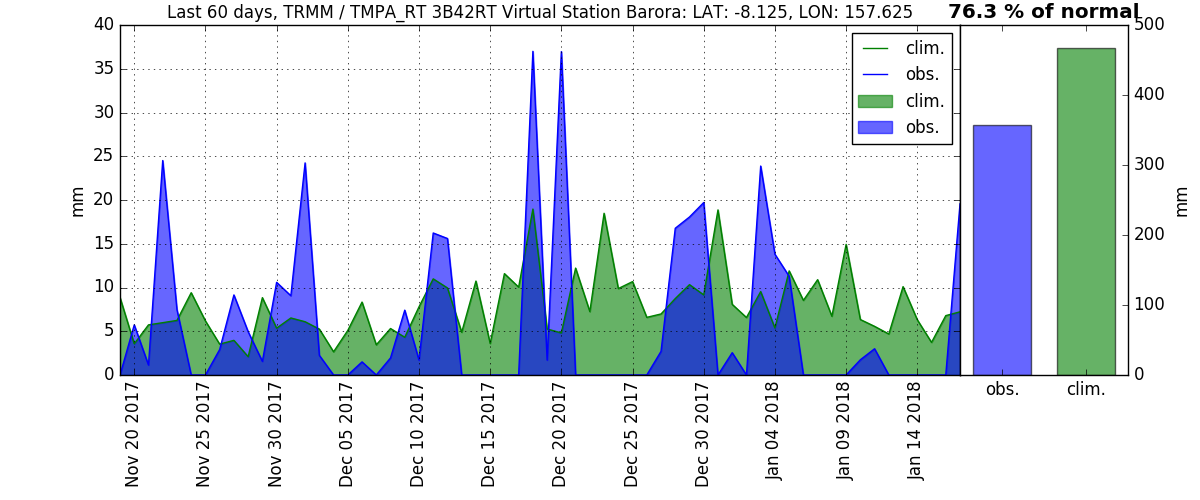 Last 60 days, TRMM / TMPA_RT 3B42RT Virtual Station Barora: LAT: -8.125, LON: 157.625
76.3 % of normal
40
35
30
25
20
15
10
5
0
mm
clim.
obs.
clim.
obs.
500
400
300
200
100
0
mm
Nov 20 2017
Nov 25 2017
Nov 30 2017
Dec 05 2017
Dec 10 2017
Dec 15 2017
Dec 20 2017
Dec 25 2017
Dec 30 2017
Jan 04 2018
Jan 09 2018
Jan 14 2018
obs.
clim.